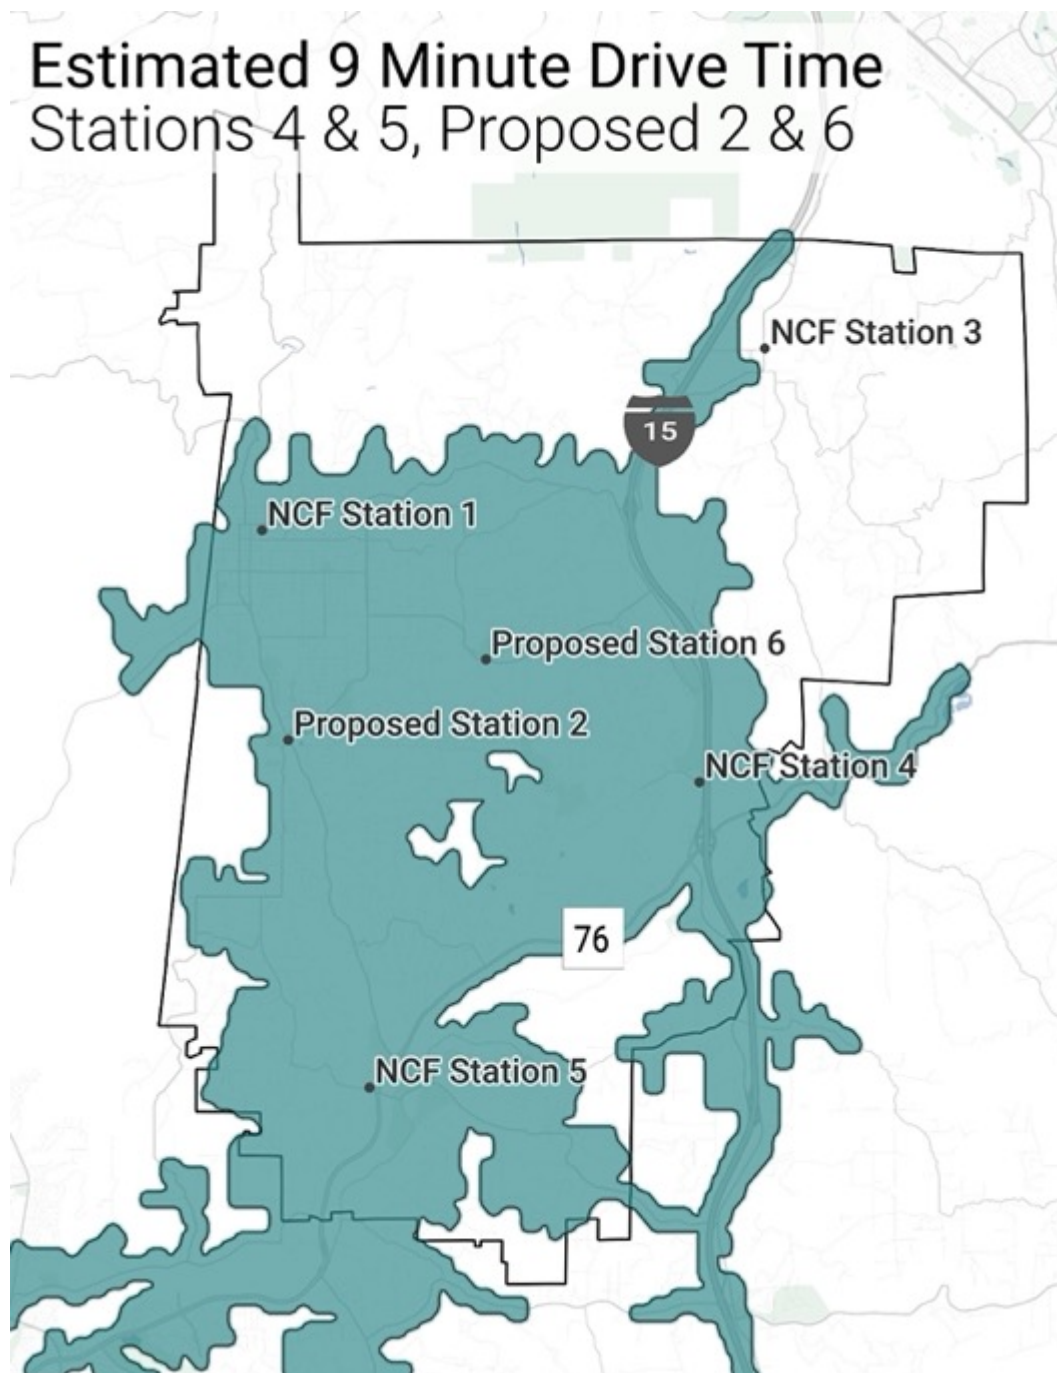 Estimated 9 Minute Drive Time
Stations 4 & 5, Proposed 2 & 6
NCF Station 3
15
NCF Station 1
Proposed Station 6
Proposed Station 2
NCF Station 4
76
NCF Station 5